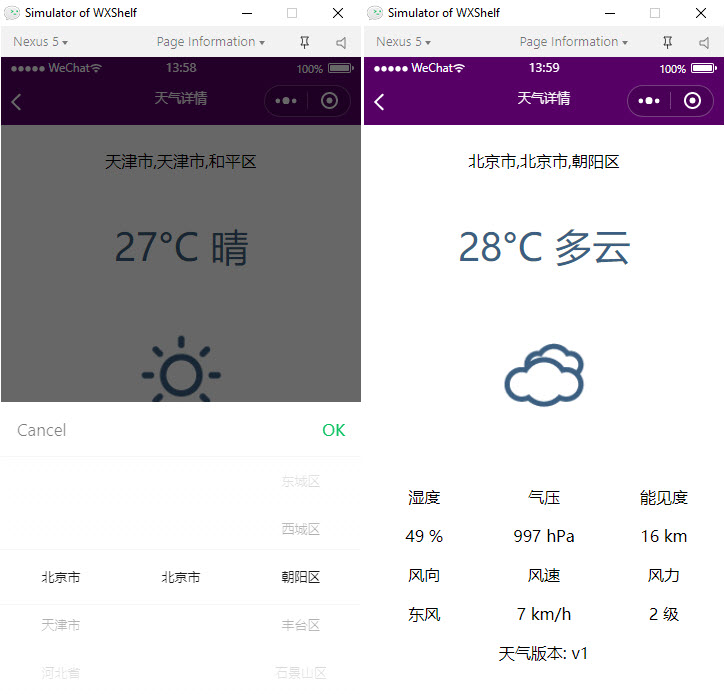 Simulator of WXShelf
Nexus 5
Page Information
WeChat
13:58
100%
天气详情
天津市,天津市,和平区
27°C 晴
Cancel
OK
东城区
西城区
北京市 北京市 朝阳区
天津市 丰台区
河北省 石景山区
Simulator of WXShelf
Nexus 5
Page Information
WeChat
13:59
100%
天气详情
北京市,北京市,朝阳区
28°C 多云
湿度 气压 能见度
49 % 997 hPa 16 km
风向 风速 风力
东风 7 km/h 2 级
天气版本: v1